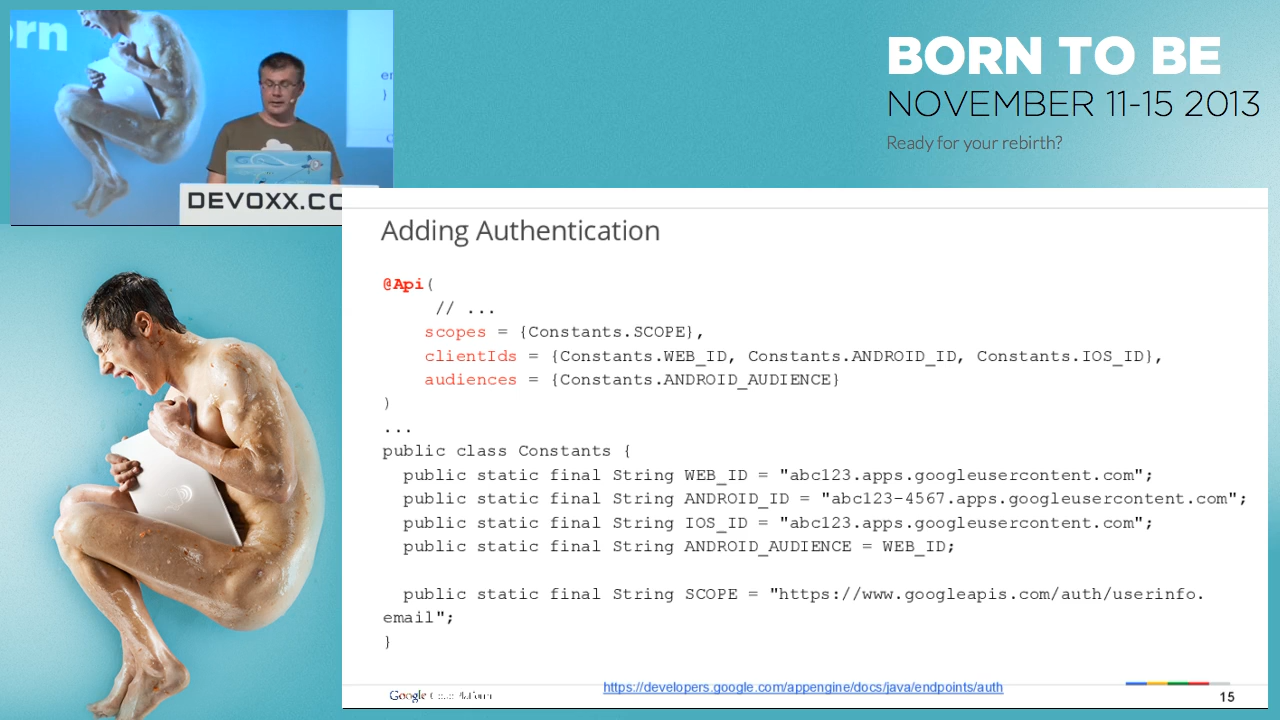 orn
DEVOXX.CO
BORN TO BE
NOVEMBER 11-15 2013
Ready for your rebirth?
Adding Authentication
@Api(
// ...
scopes = {Constants.SCOPE},
clientIds = {Constants.WEB_ID, Constants.ANDROID_ID, Constants.IOS_ID},
audiences = {Constants.ANDROID_AUDIENCE}
)
...
public class Constants {
public static final String WEB_ID = "abc123.apps.googleusercontent.com";
public static final String ANDROID_ID = "abc123-4567.apps.googleusercontent.com";
public static final String IOS_ID = "abc123.apps.googleusercontent.com";
public static final String ANDROID_AUDIENCE = WEB_ID;
public static final String SCOPE = "https://www.googleapis.com/auth/userinfo.
email";
}
Google Cloud Platform
https://developers.google.com/appengine/docs/java/endpoints/auth
15